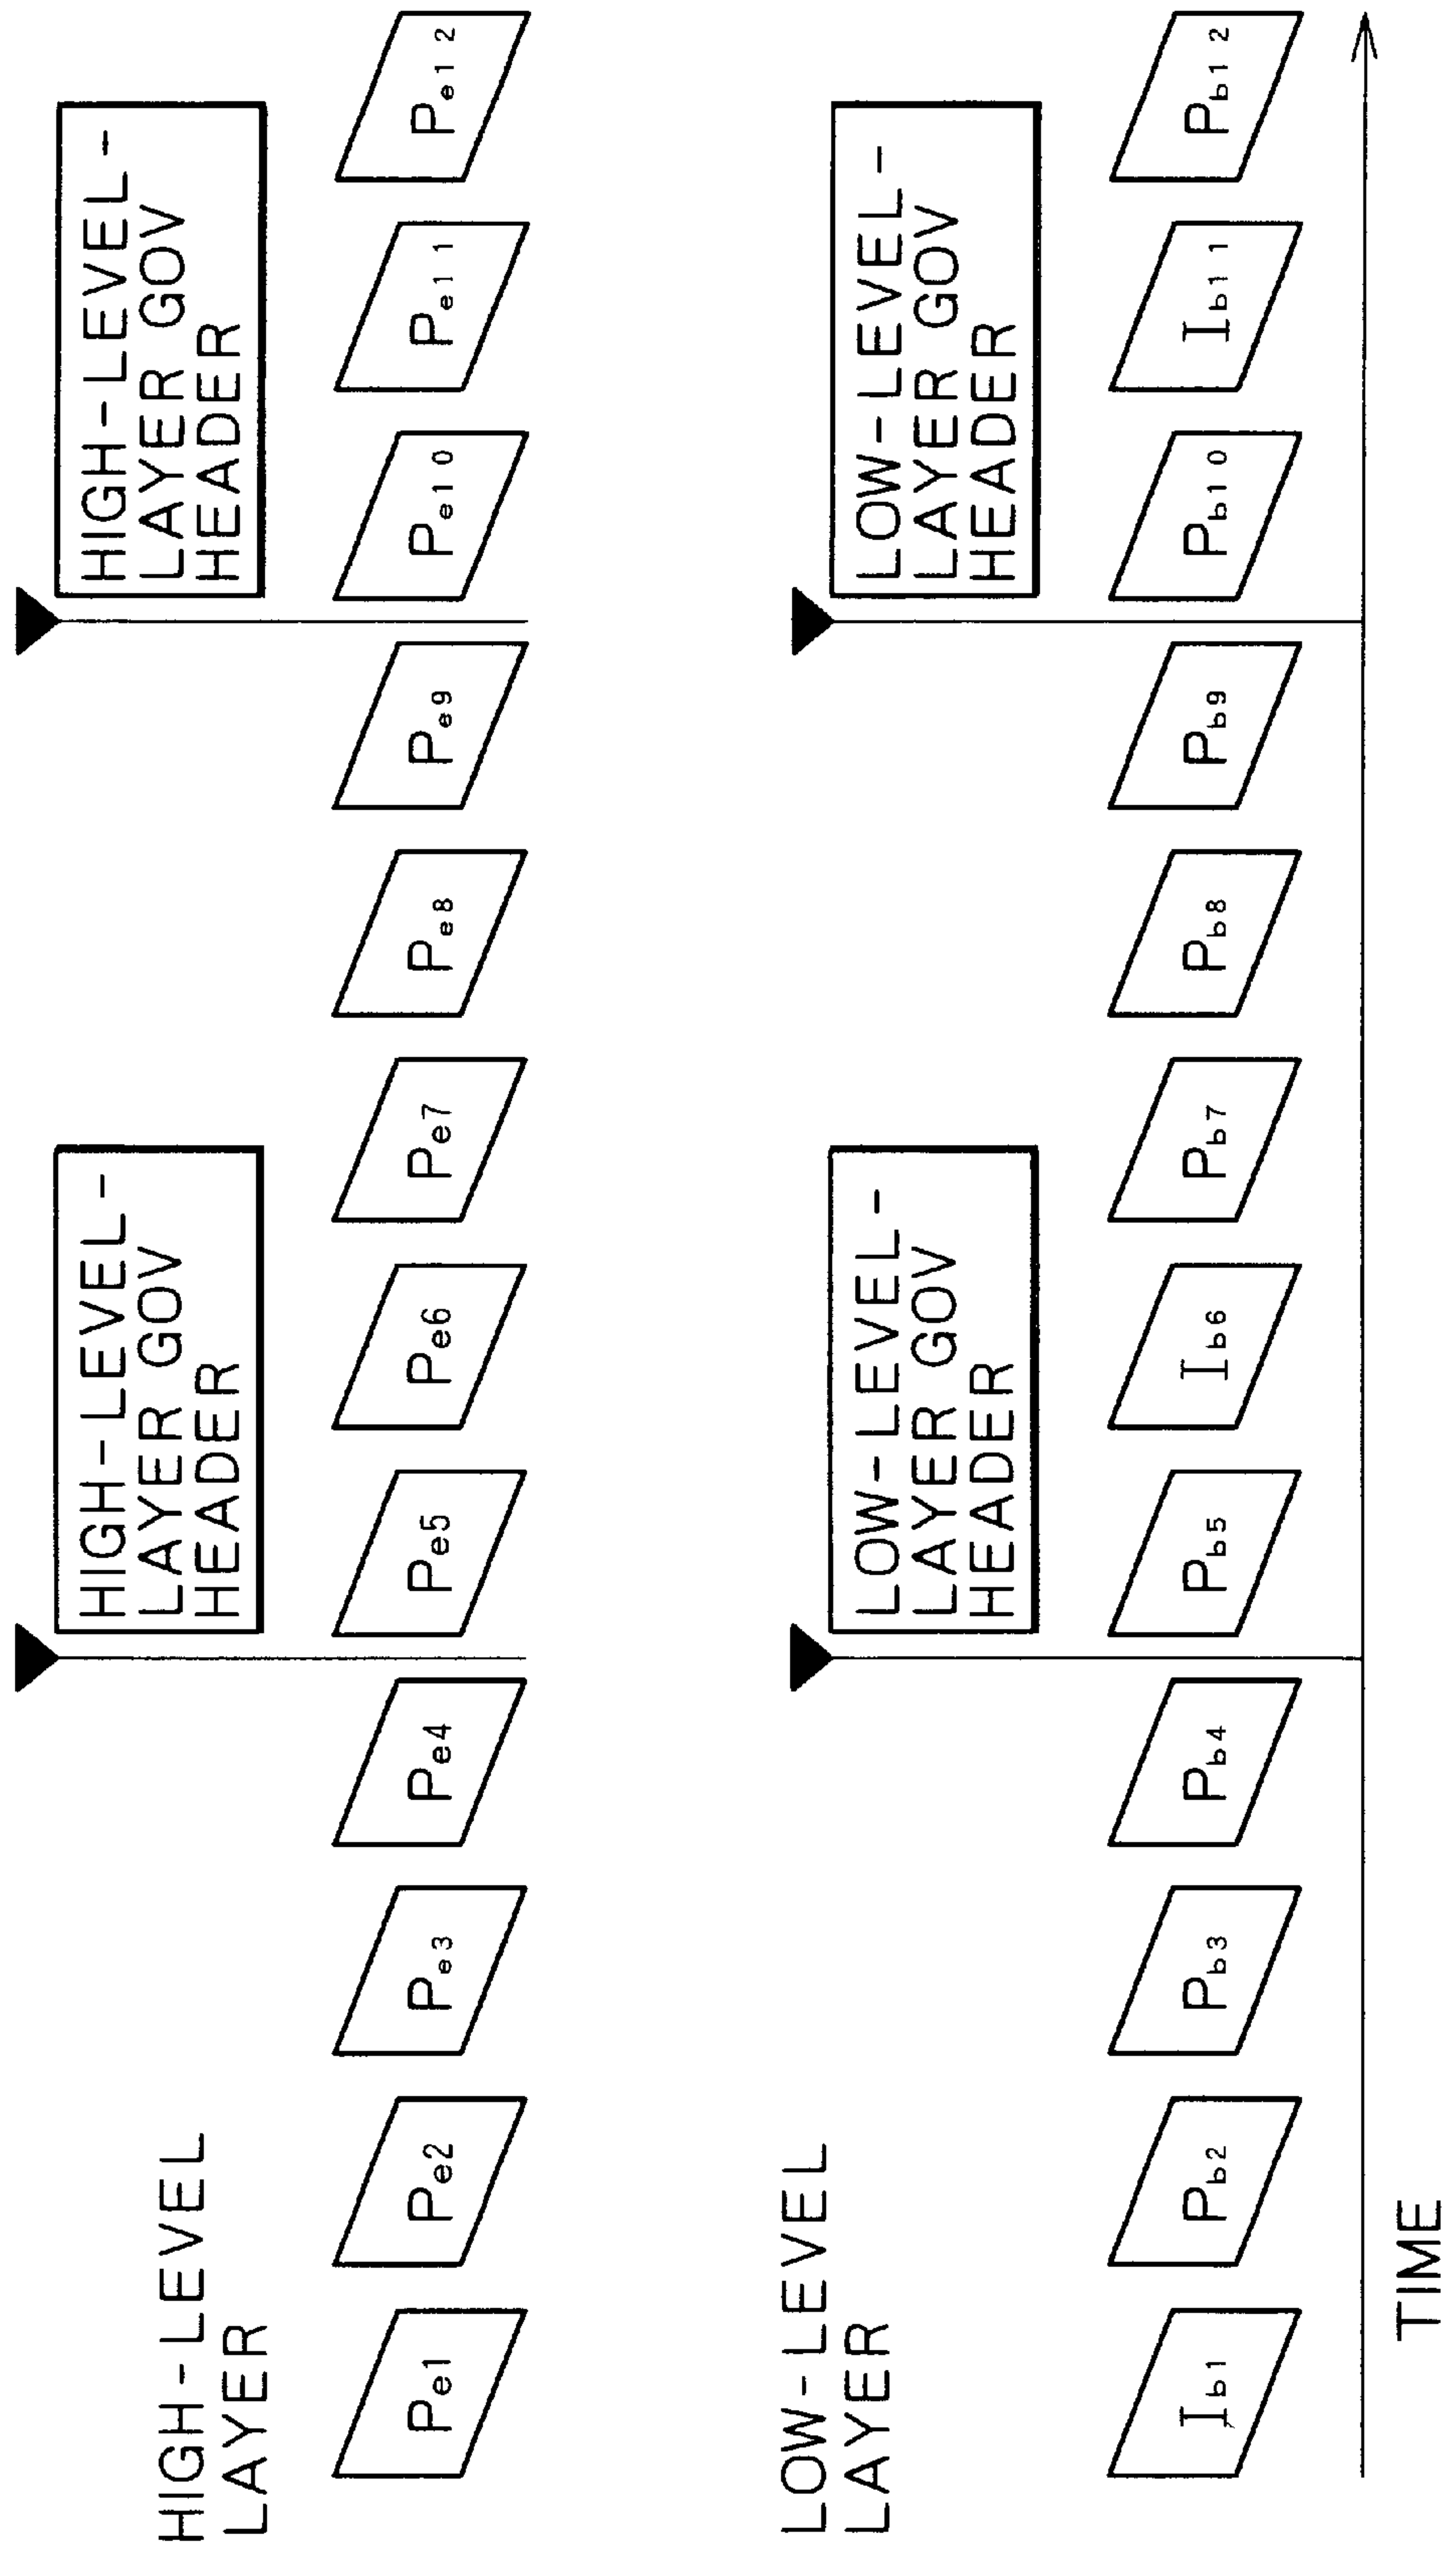 HIGH-LEVEL-
LAYER GOV
HEADER
HIGH-LEVEL-
LAYER GOV
HEADER
HIGH-LEVEL
LAYER
Pe1 Pe2 Pe3 Pe4 Pe5 Pe6 Pe7 Pe8 Pe9 Pe10 Pe11 Pe12
LOW-LEVEL-
LAYER GOV
HEADER
LOW-LEVEL-
LAYER GOV
HEADER
LOW-LEVEL
LAYER
Ib1 Pb2 Pb3 Pb4 Pb5 Ib6 Pb7 Pb8 Pb9 Pb10 Ib11 Pb12
TIME